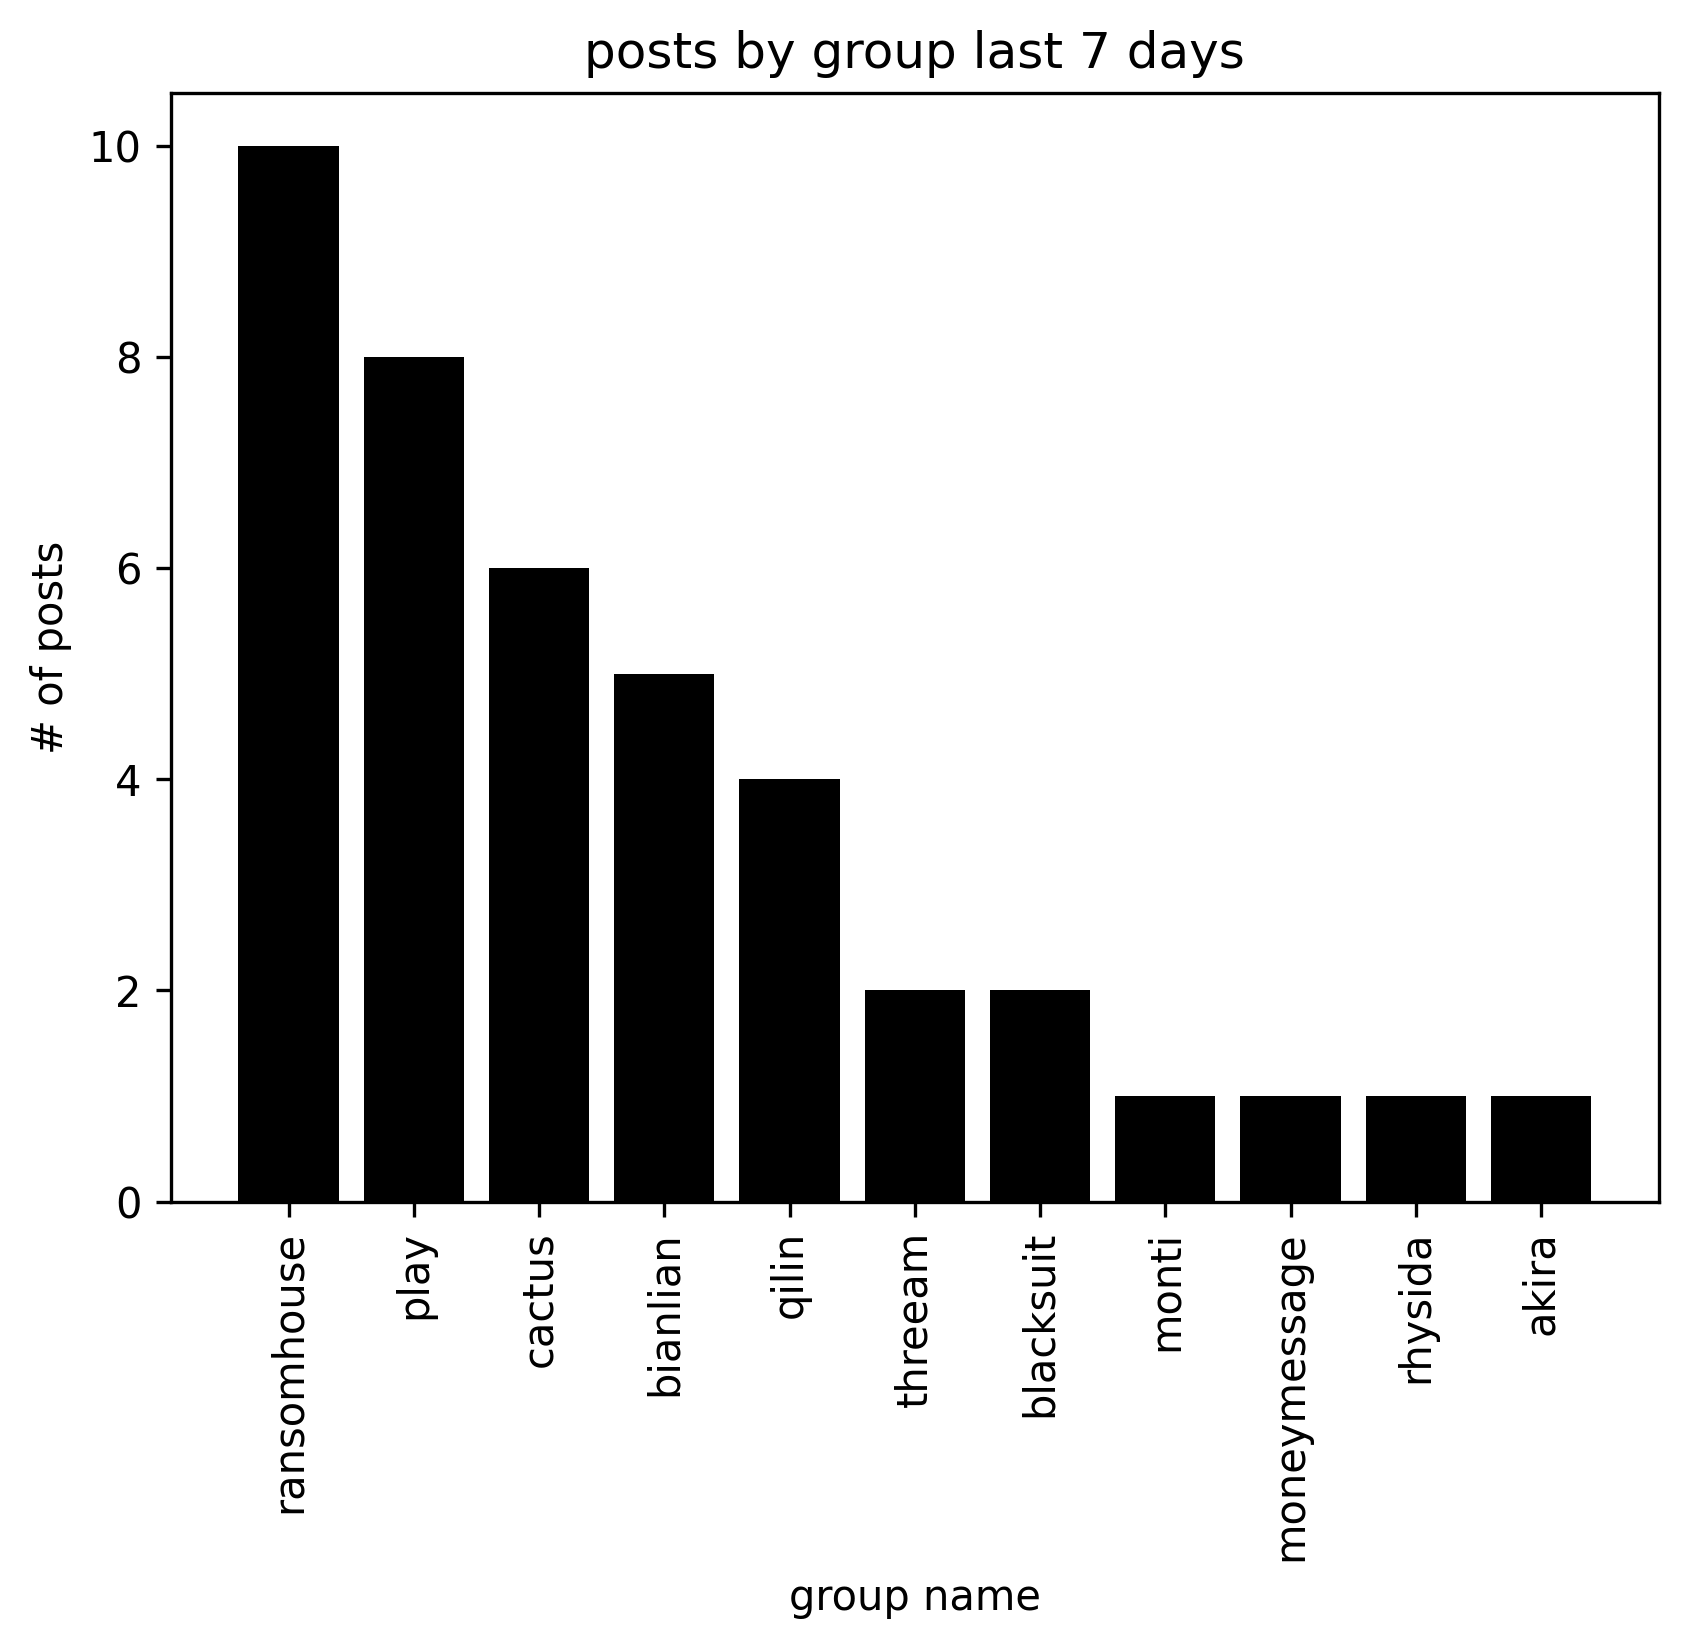 posts by group last 7 days
# of posts
10
8
6
4
2
0
ransomhouse
play
cactus
bianlian
qilin
threeam
blacksuit
monti
moneymessage
rhysida
akira
group name